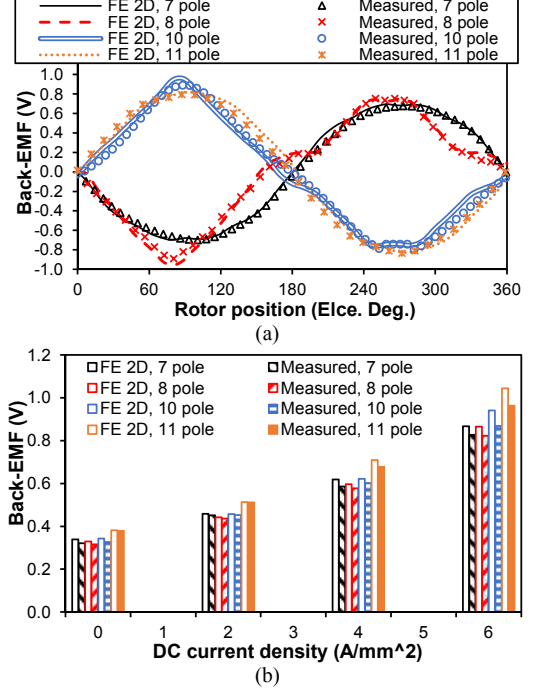 FE 2D, 7 pole Measured, 7 pole
FE 2D, 8 pole Measured, 8 pole
FE 2D, 10 pole Measured, 10 pole
FE 2D, 11 pole Measured, 11 pole
1.0
0.8
0.6
0.4
0.2
0.0
-0.2
-0.4
-0.6
-0.8
-1.0
Back-EMF (V)
0 60 120 180 240 300 360
Rotor position (Elce. Deg.)
(a)
1.2
1.0
0.8
0.6
0.4
0.2
0.0
Back-EMF (V)
FE 2D, 7 pole Measured, 7 pole
FE 2D, 8 pole Measured, 8 pole
FE 2D, 10 pole Measured, 10 pole
FE 2D, 11 pole Measured, 11 pole
0 1 2 3 4 5 6
DC current density (A/mm^2)
(b)